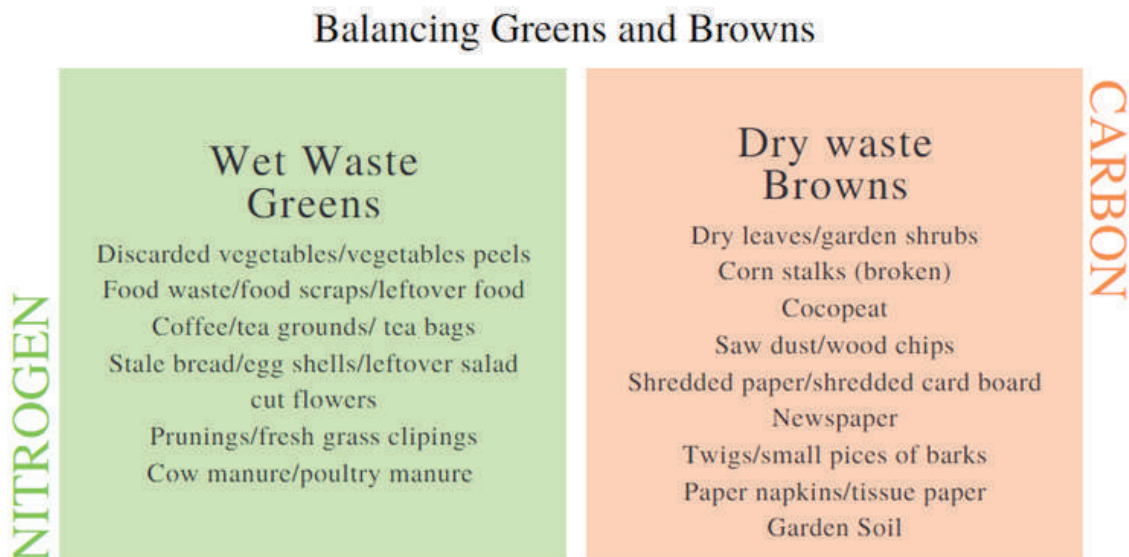 Balancing Greens and Browns
NITROGEN
Wet Waste
Greens
Discarded vegetables/vegetables peels
Food waste/food scraps/leftover food
Coffee/tea grounds/ tea bags
Stale bread/egg shells/leftover salad
cut flowers
Prunings/fresh grass clipings
Cow manure/poultry manure
Dry waste
Browns
Dry leaves/garden shrubs
Corn stalks (broken)
Cocopeat
Saw dust/wood chips
Shredded paper/shredded card board
Newspaper
Twigs/small pices of barks
Paper napkins/tissue paper
Garden Soil
CARBON